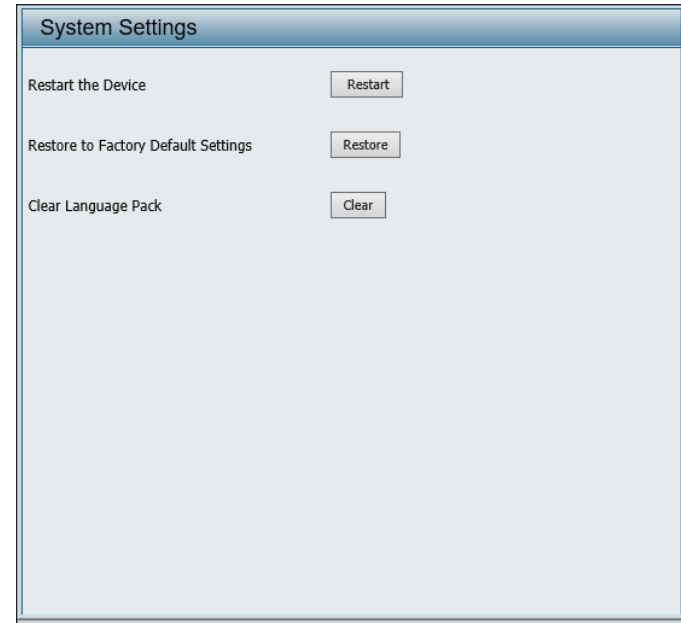 System Settings
Restart the Device Restart
Restore to Factory Default Settings Restore
Clear Language Pack Clear